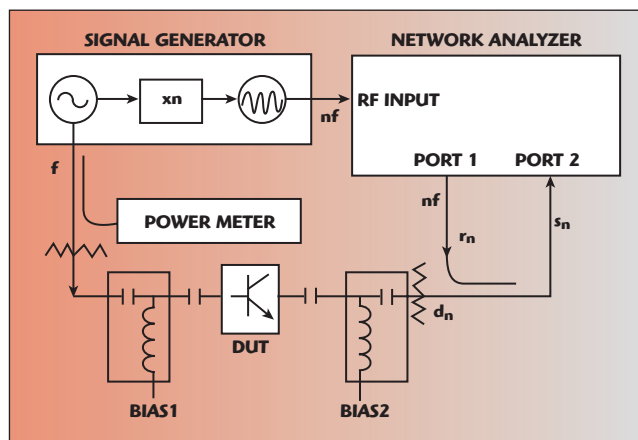 SIGNAL GENERATOR
NETWORK ANALYZER
xn
nf
RF INPUT
PORT 1
PORT 2
f
nf
sn
rn
POWER METER
dn
DUT
BIAS1
BIAS2